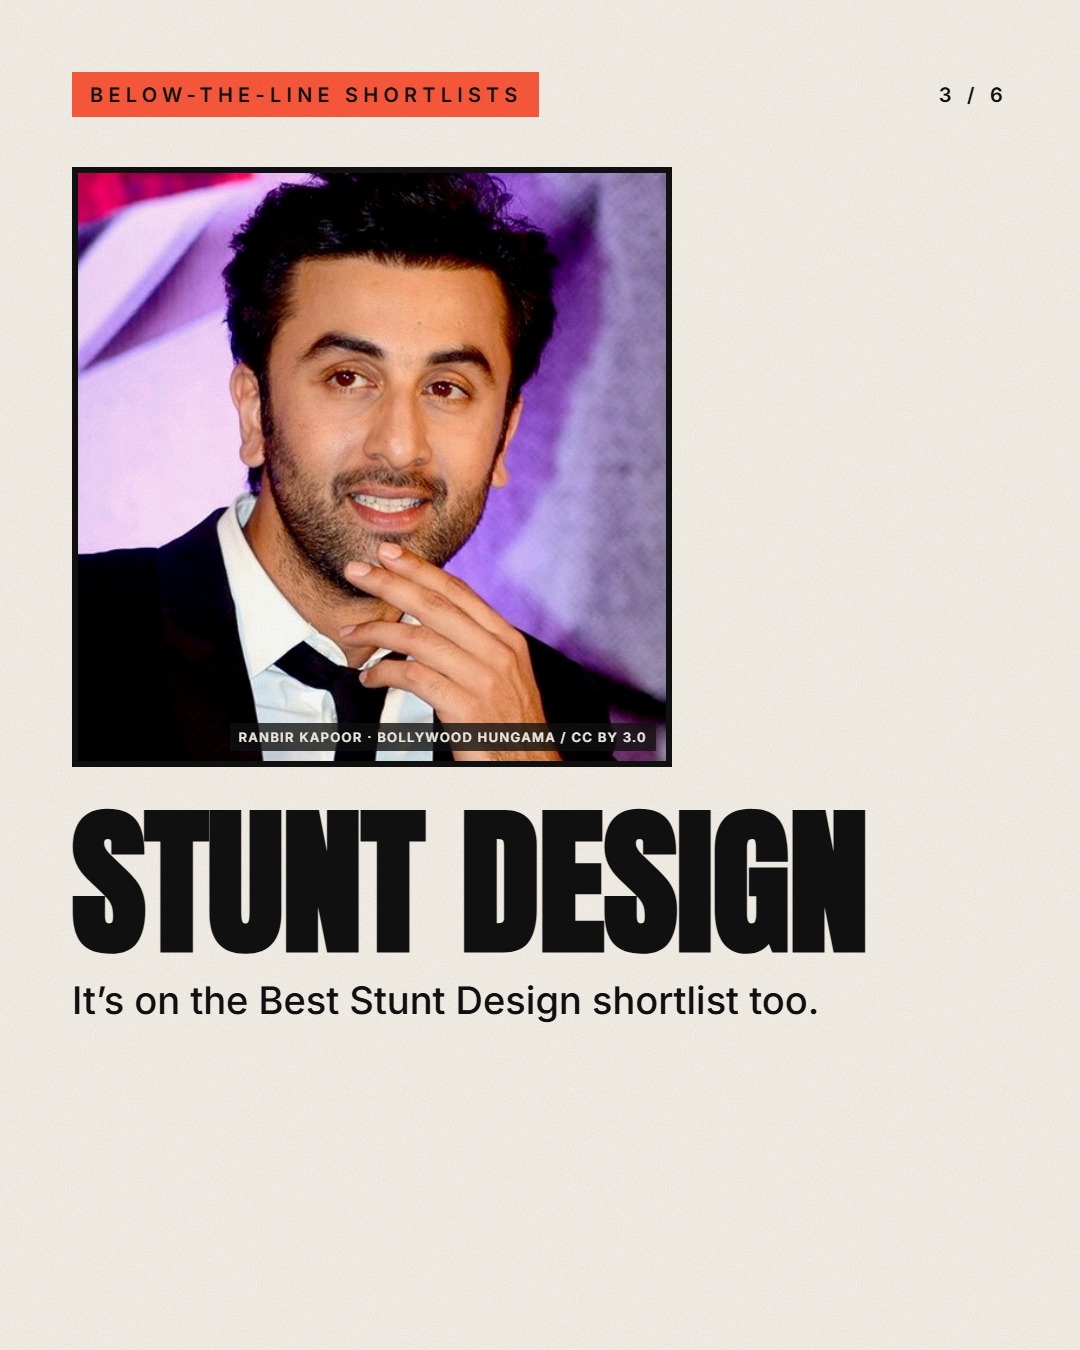 BELOW-THE-LINE SHORTLISTS
3 / 6
RANBIR KAPOOR · BOLLYWOOD HUNGAMA / CC BY 3.0
STUNT DESIGN
It’s on the Best Stunt Design shortlist too.